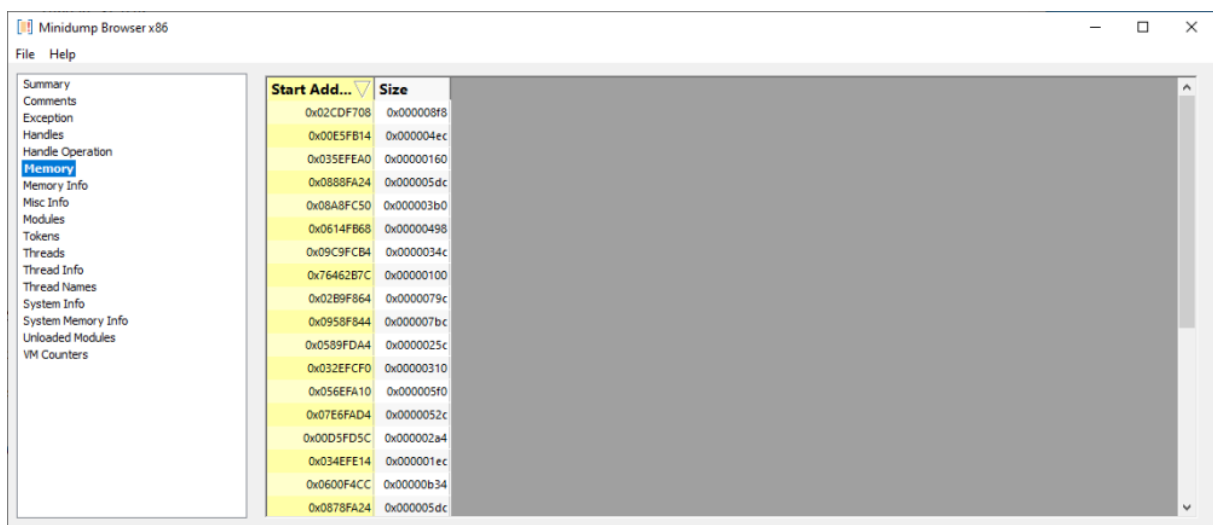 Minidump Browser x86
File Help
Summary
Comments
Exception
Handles
Handle Operation
Memory
Memory Info
Misc Info
Modules
Tokens
Threads
Thread Info
Thread Names
System Info
System Memory Info
Unloaded Modules
VM Counters
Start Add... Size
0x02CDF708 0x000008f8
0x00E5FB14 0x000004ec
0x035EFEA0 0x00000160
0x0888FA24 0x000005dc
0x08A8FC50 0x000003b0
0x0614FB68 0x00000498
0x09C9FCB4 0x0000034c
0x76462B7C 0x00000100
0x02B9F864 0x0000079c
0x0958F844 0x000007bc
0x0589FDA4 0x0000025c
0x032EFCF0 0x00000310
0x056EFA10 0x000005f0
0x07E6FAD4 0x0000052c
0x00D5FD5C 0x000002a4
0x034EFE14 0x000001ec
0x0600F4CC 0x00000b34
0x0878FA24 0x000005dc